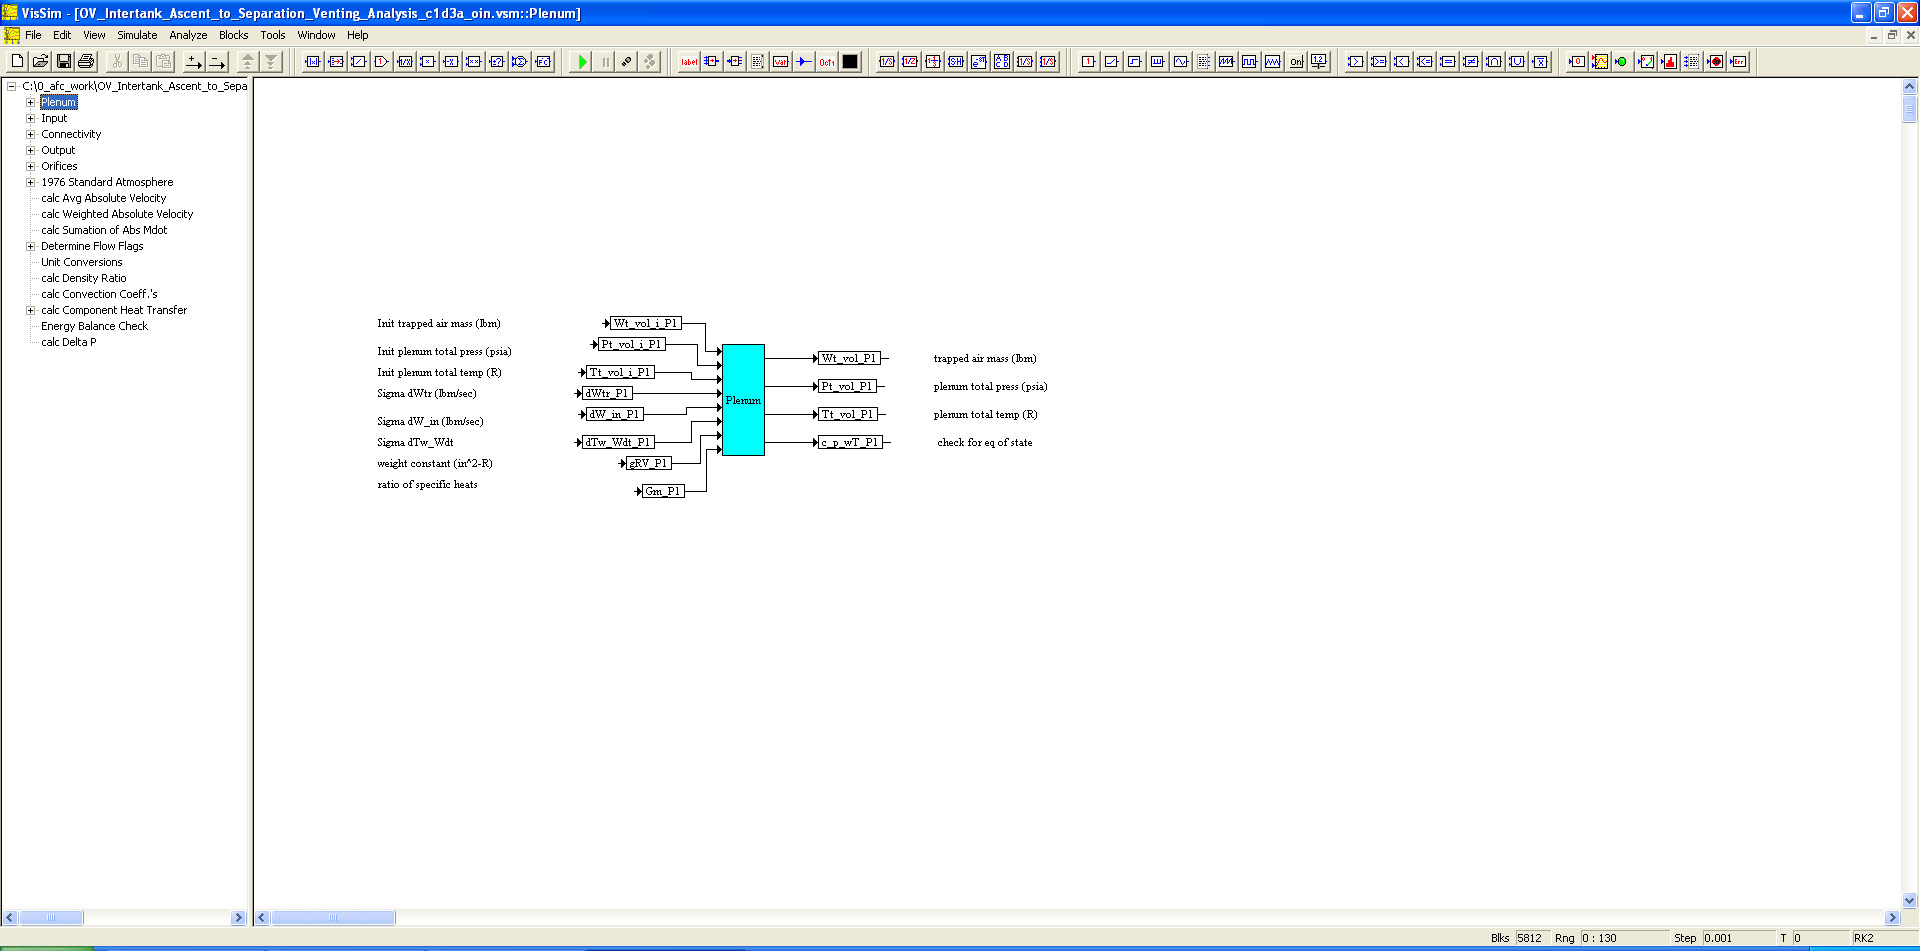 VisSim - [OV_Intertank_Ascent_to_Separation_Venting_Analysis_c1d3a_oin.vsm::Plenum]
File Edit View Simulate Analyze Blocks Tools Window Help
C:\0_afc_work\OV_Intertank_Ascent_to_Sepa
Plenum
Input
Connectivity
Output
Orifices
1976 Standard Atmosphere
calc Avg Absolute Velocity
calc Weighted Absolute Velocity
calc Sumation of Abs Mdot
Determine Flow Flags
Unit Conversions
calc Density Ratio
calc Convection Coeff.'s
calc Component Heat Transfer
Energy Balance Check
calc Delta P
Init trapped air mass (lbm)
Init plenum total press (psia)
Init plenum total temp (R)
Sigma dWtr (lbm/sec)
Sigma dW_in (lbm/sec)
Sigma dTw_Wdt
weight constant (in^2-R)
ratio of specific heats
Wt_vol_i_P1
Pt_vol_i_P1
Tt_vol_i_P1
dWtr_P1
dW_in_P1
dTw_Wdt_P1
gRV_P1
Gm_P1
Plenum
Wt_vol_P1
Pt_vol_P1
Tt_vol_P1
c_p_wT_P1
trapped air mass (lbm)
plenum total press (psia)
plenum total temp (R)
check for eq of state
Blks 5812 Rng 0 : 130 Step 0.001 T 0 RK2